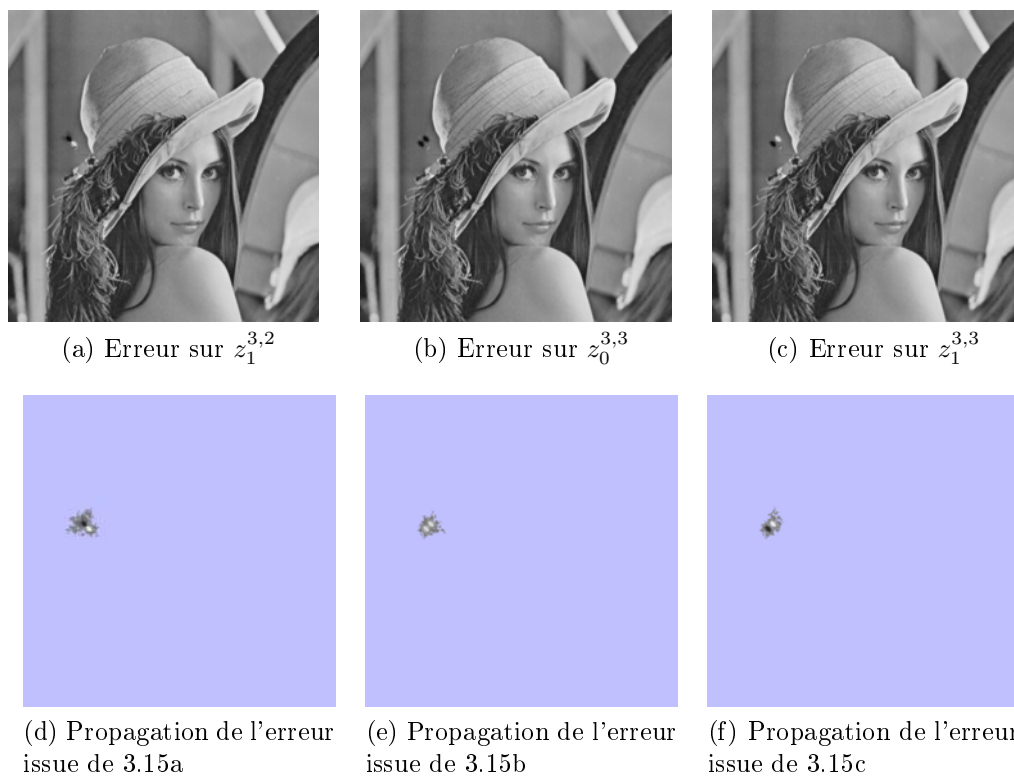 (a) Erreur sur $z_1^{3,2}$
(b) Erreur sur $z_0^{3,3}$
(c) Erreur sur $z_1^{3,3}$
(d) Propagation de l'erreur
issue de 3.15a
(e) Propagation de l'erreur
issue de 3.15b
(f) Propagation de l'erreur
issue de 3.15c